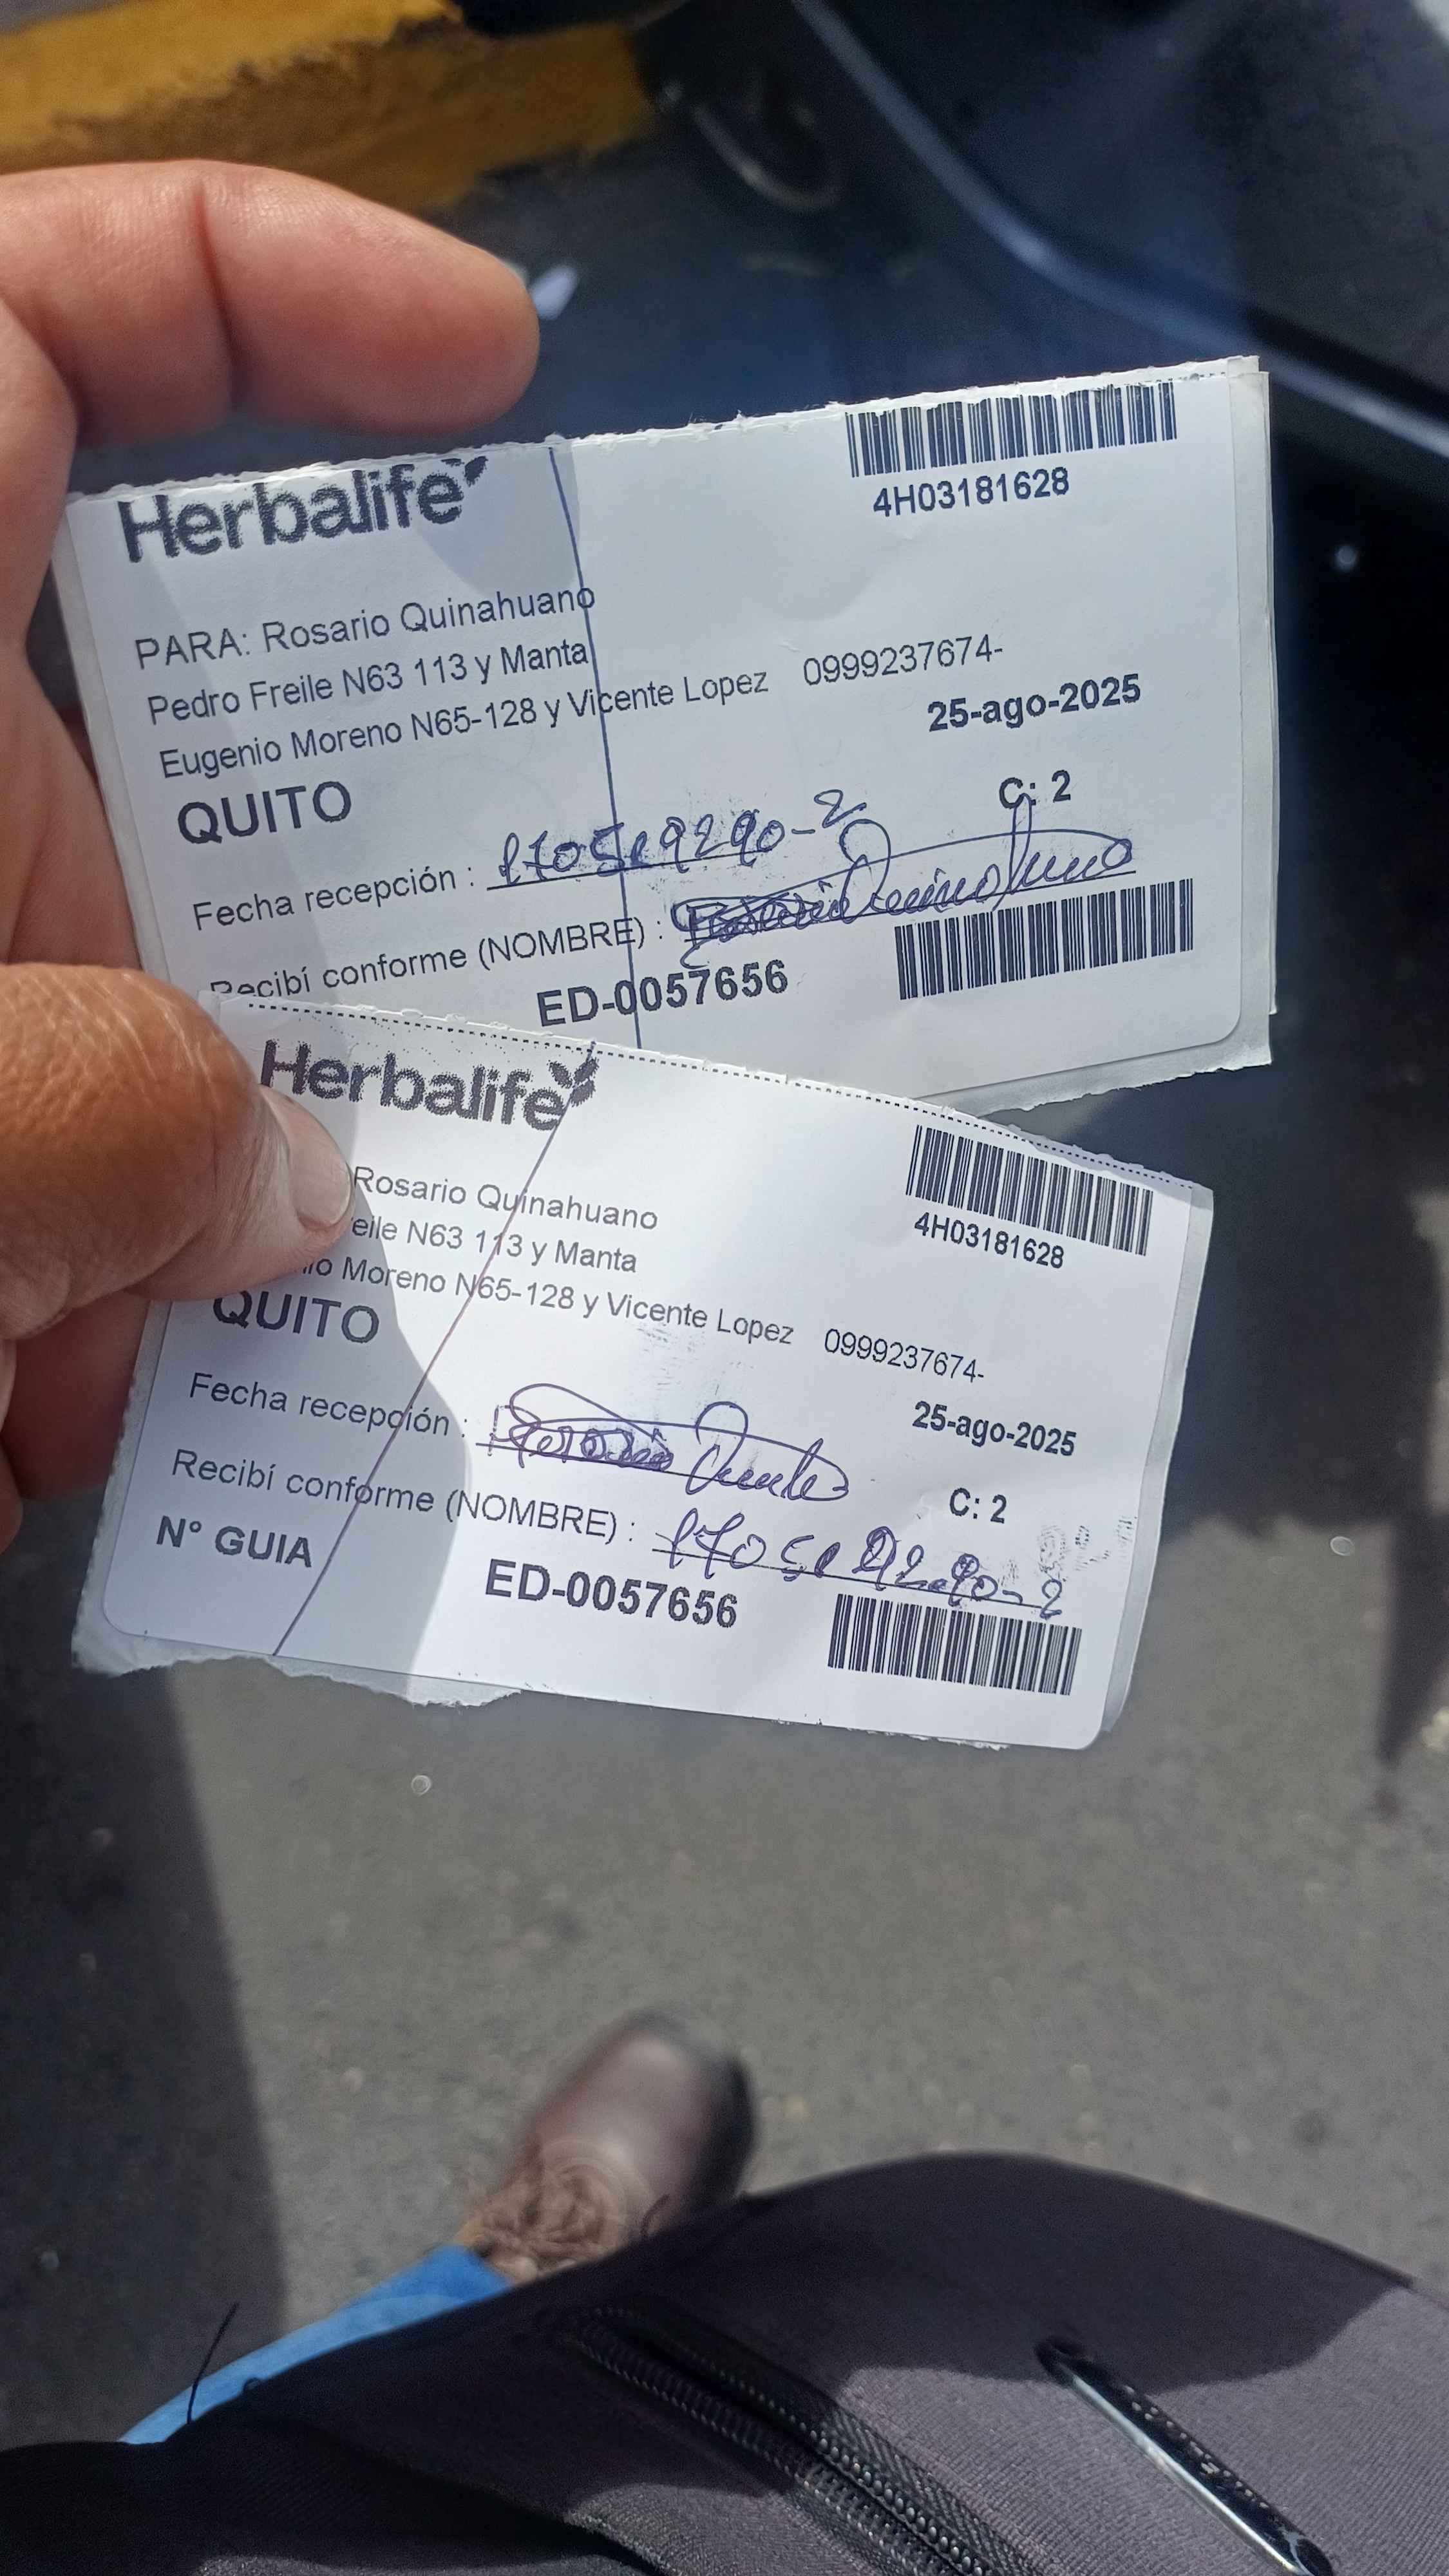 Herbalife
4H03181628
PARA: Rosario Quinahuano
Pedro Freile N63 113 y Manta
Eugenio Moreno N65-128 y Vicente Lopez 0999237674-
25-ago-2025
QUITO
C: 2
Fecha recepción :
Recibí conforme (NOMBRE) :
ED-0057656
Herbalife
4H03181628
Rosario Quinahuano
eile N63 113 y Manta
io Moreno N65-128 y Vicente Lopez 0999237674-
25-ago-2025
QUITO
Fecha recepción :
C: 2
Recibí conforme (NOMBRE) :
N° GUIA
ED-0057656